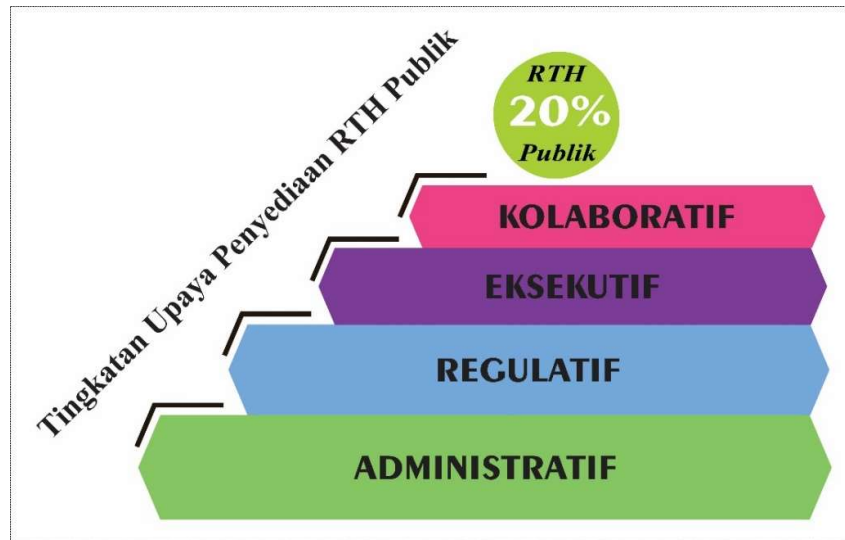 Tingkatan Upaya Penyediaan RTH Publik
RTH
20%
Publik
KOLABORATIF
EKSEKUTIF
REGULATIF
ADMINISTRATIF